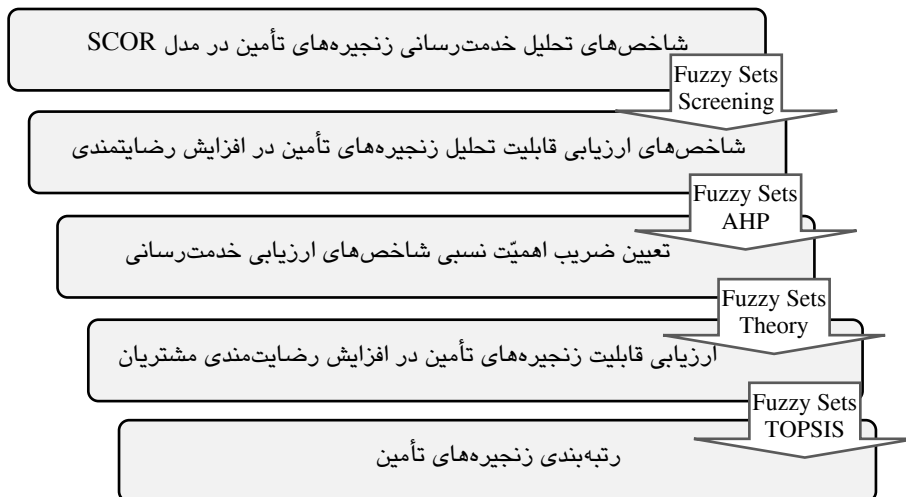 شاخص‌های تحلیل خدمت‌رسانی زنجیره‌های تأمین در مدل SCOR
Fuzzy Sets
Screening
شاخص‌های ارزیابی قابلیت تحلیل زنجیره‌های تأمین در افزایش رضایتمندی
Fuzzy Sets
AHP
تعیین ضریب اهمیّت نسبی شاخص‌های ارزیابی خدمت‌رسانی
Fuzzy Sets
Theory
ارزیابی قابلیت زنجیره‌های تأمین در افزایش رضایت‌مندی مشتریان
Fuzzy Sets
TOPSIS
رتبه‌بندی زنجیره‌های تأمین